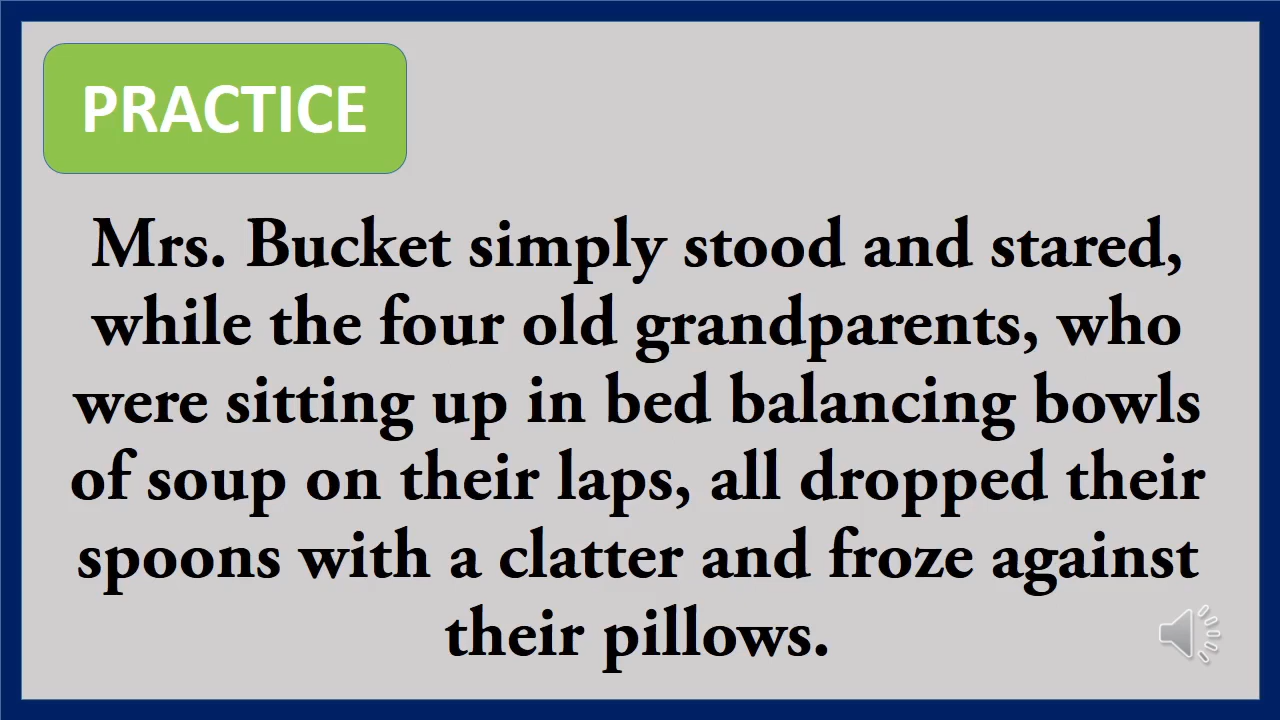 PRACTICE
Mrs. Bucket simply stood and stared,
while the four old grandparents, who
were sitting up in bed balancing bowls
of soup on their laps, all dropped their
spoons with a clatter and froze against
their pillows.